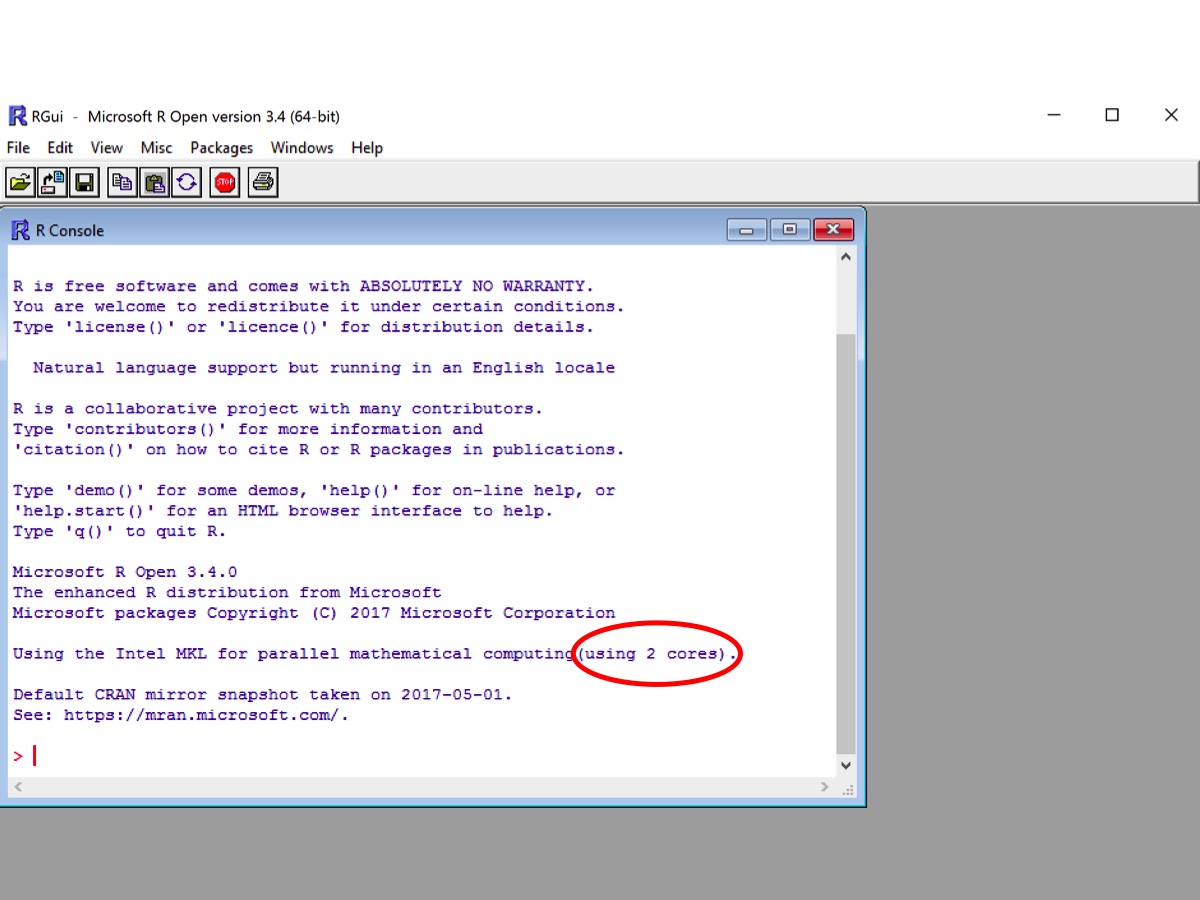 RGui - Microsoft R Open version 3.4 (64-bit)
File Edit View Misc Packages Windows Help
STOP
R Console
R is free software and comes with ABSOLUTELY NO WARRANTY.
You are welcome to redistribute it under certain conditions.
Type 'license()' or 'licence()' for distribution details.
Natural language support but running in an English locale
R is a collaborative project with many contributors.
Type 'contributors()' for more information and
'citation()' on how to cite R or R packages in publications.
Type 'demo()' for some demos, 'help()' for on-line help, or
'help.start()' for an HTML browser interface to help.
Type 'q()' to quit R.
Microsoft R Open 3.4.0
The enhanced R distribution from Microsoft
Microsoft packages Copyright (C) 2017 Microsoft Corporation
Using the Intel MKL for parallel mathematical computing(using 2 cores).
Default CRAN mirror snapshot taken on 2017-05-01.
See: https://mran.microsoft.com/.
>